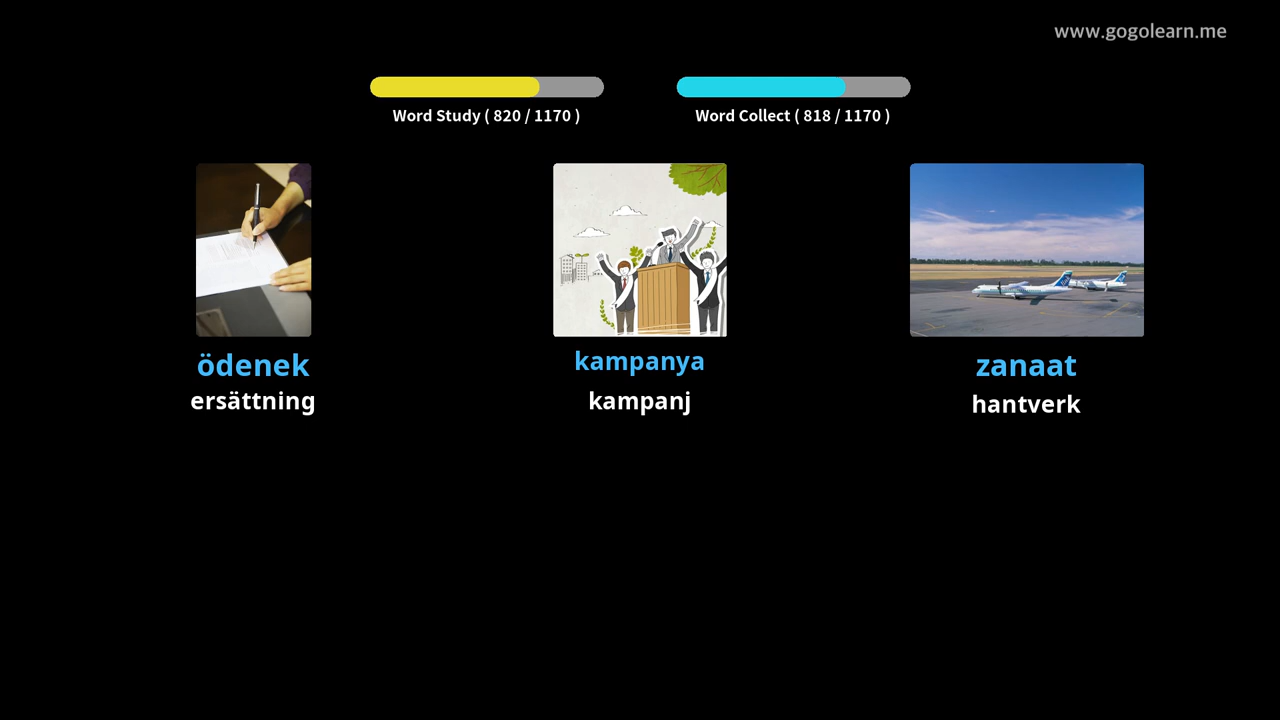 www.gogolearn.me
Word Study ( 820 / 1170 )
Word Collect ( 818 / 1170 )
ödenek
ersättning
kampanya
kampanj
zanaat
hantverk